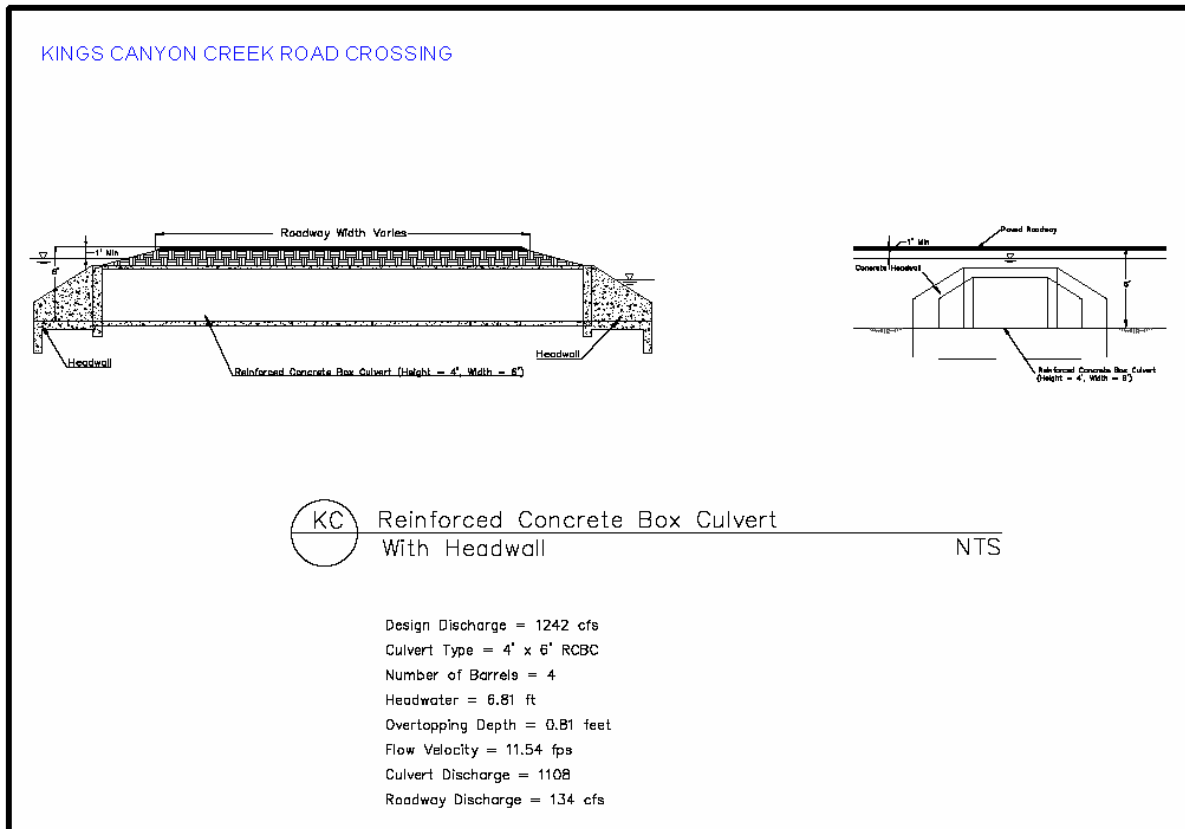 KINGS CANYON CREEK ROAD CROSSING
Roadway Width Varies
1' Min
6'
Headwall
Headwall
Reinforced Concrete Box Culvert (Height = 4', Width = 6')
Paved Roadway
1' Min
Concrete Headwall
6'
Reinforced Concrete Box Culvert
(Height = 4', Width = 6')
KC
Reinforced Concrete Box Culvert
With Headwall
NTS
Design Discharge = 1242 cfs
Culvert Type = 4' x 6' RCBC
Number of Barrels = 4
Headwater = 6.81 ft
Overtopping Depth = 0.81 feet
Flow Velocity = 11.54 fps
Culvert Discharge = 1108
Roadway Discharge = 134 cfs